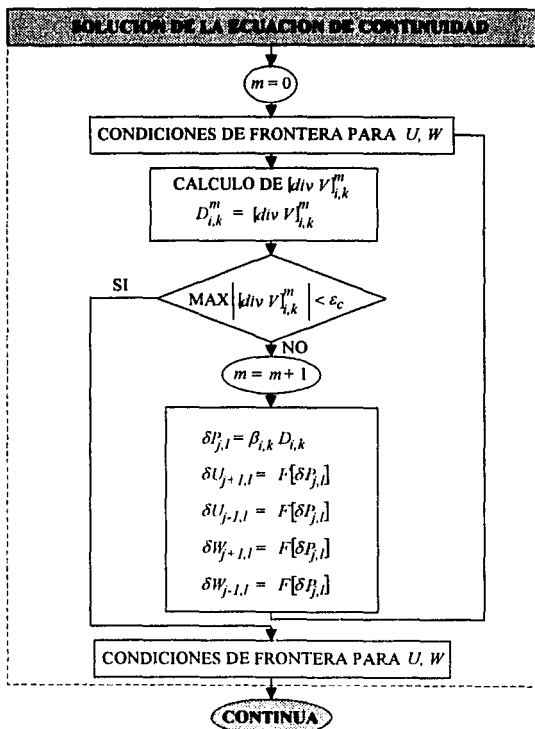 SOLUCION DE LA ECUACION DE CONTINUIDAD
m = 0
CONDICIONES DE FRONTERA PARA U, W
CALCULO DE [div V]^m_{i,k}
D^m_{i,k} = [div V]^m_{i,k}
SI
MAX |[div V]^m_{i,k}| < ε_c
NO
m = m + 1
δP_{j,l} = β_{i,k} D_{i,k}
δU_{j+1,l} = F[δP_{j,l}]
δU_{j-1,l} = F[δP_{j,l}]
δW_{j+1,l} = F[δP_{j,l}]
δW_{j-1,l} = F[δP_{j,l}]
CONDICIONES DE FRONTERA PARA U, W
CONTINUA